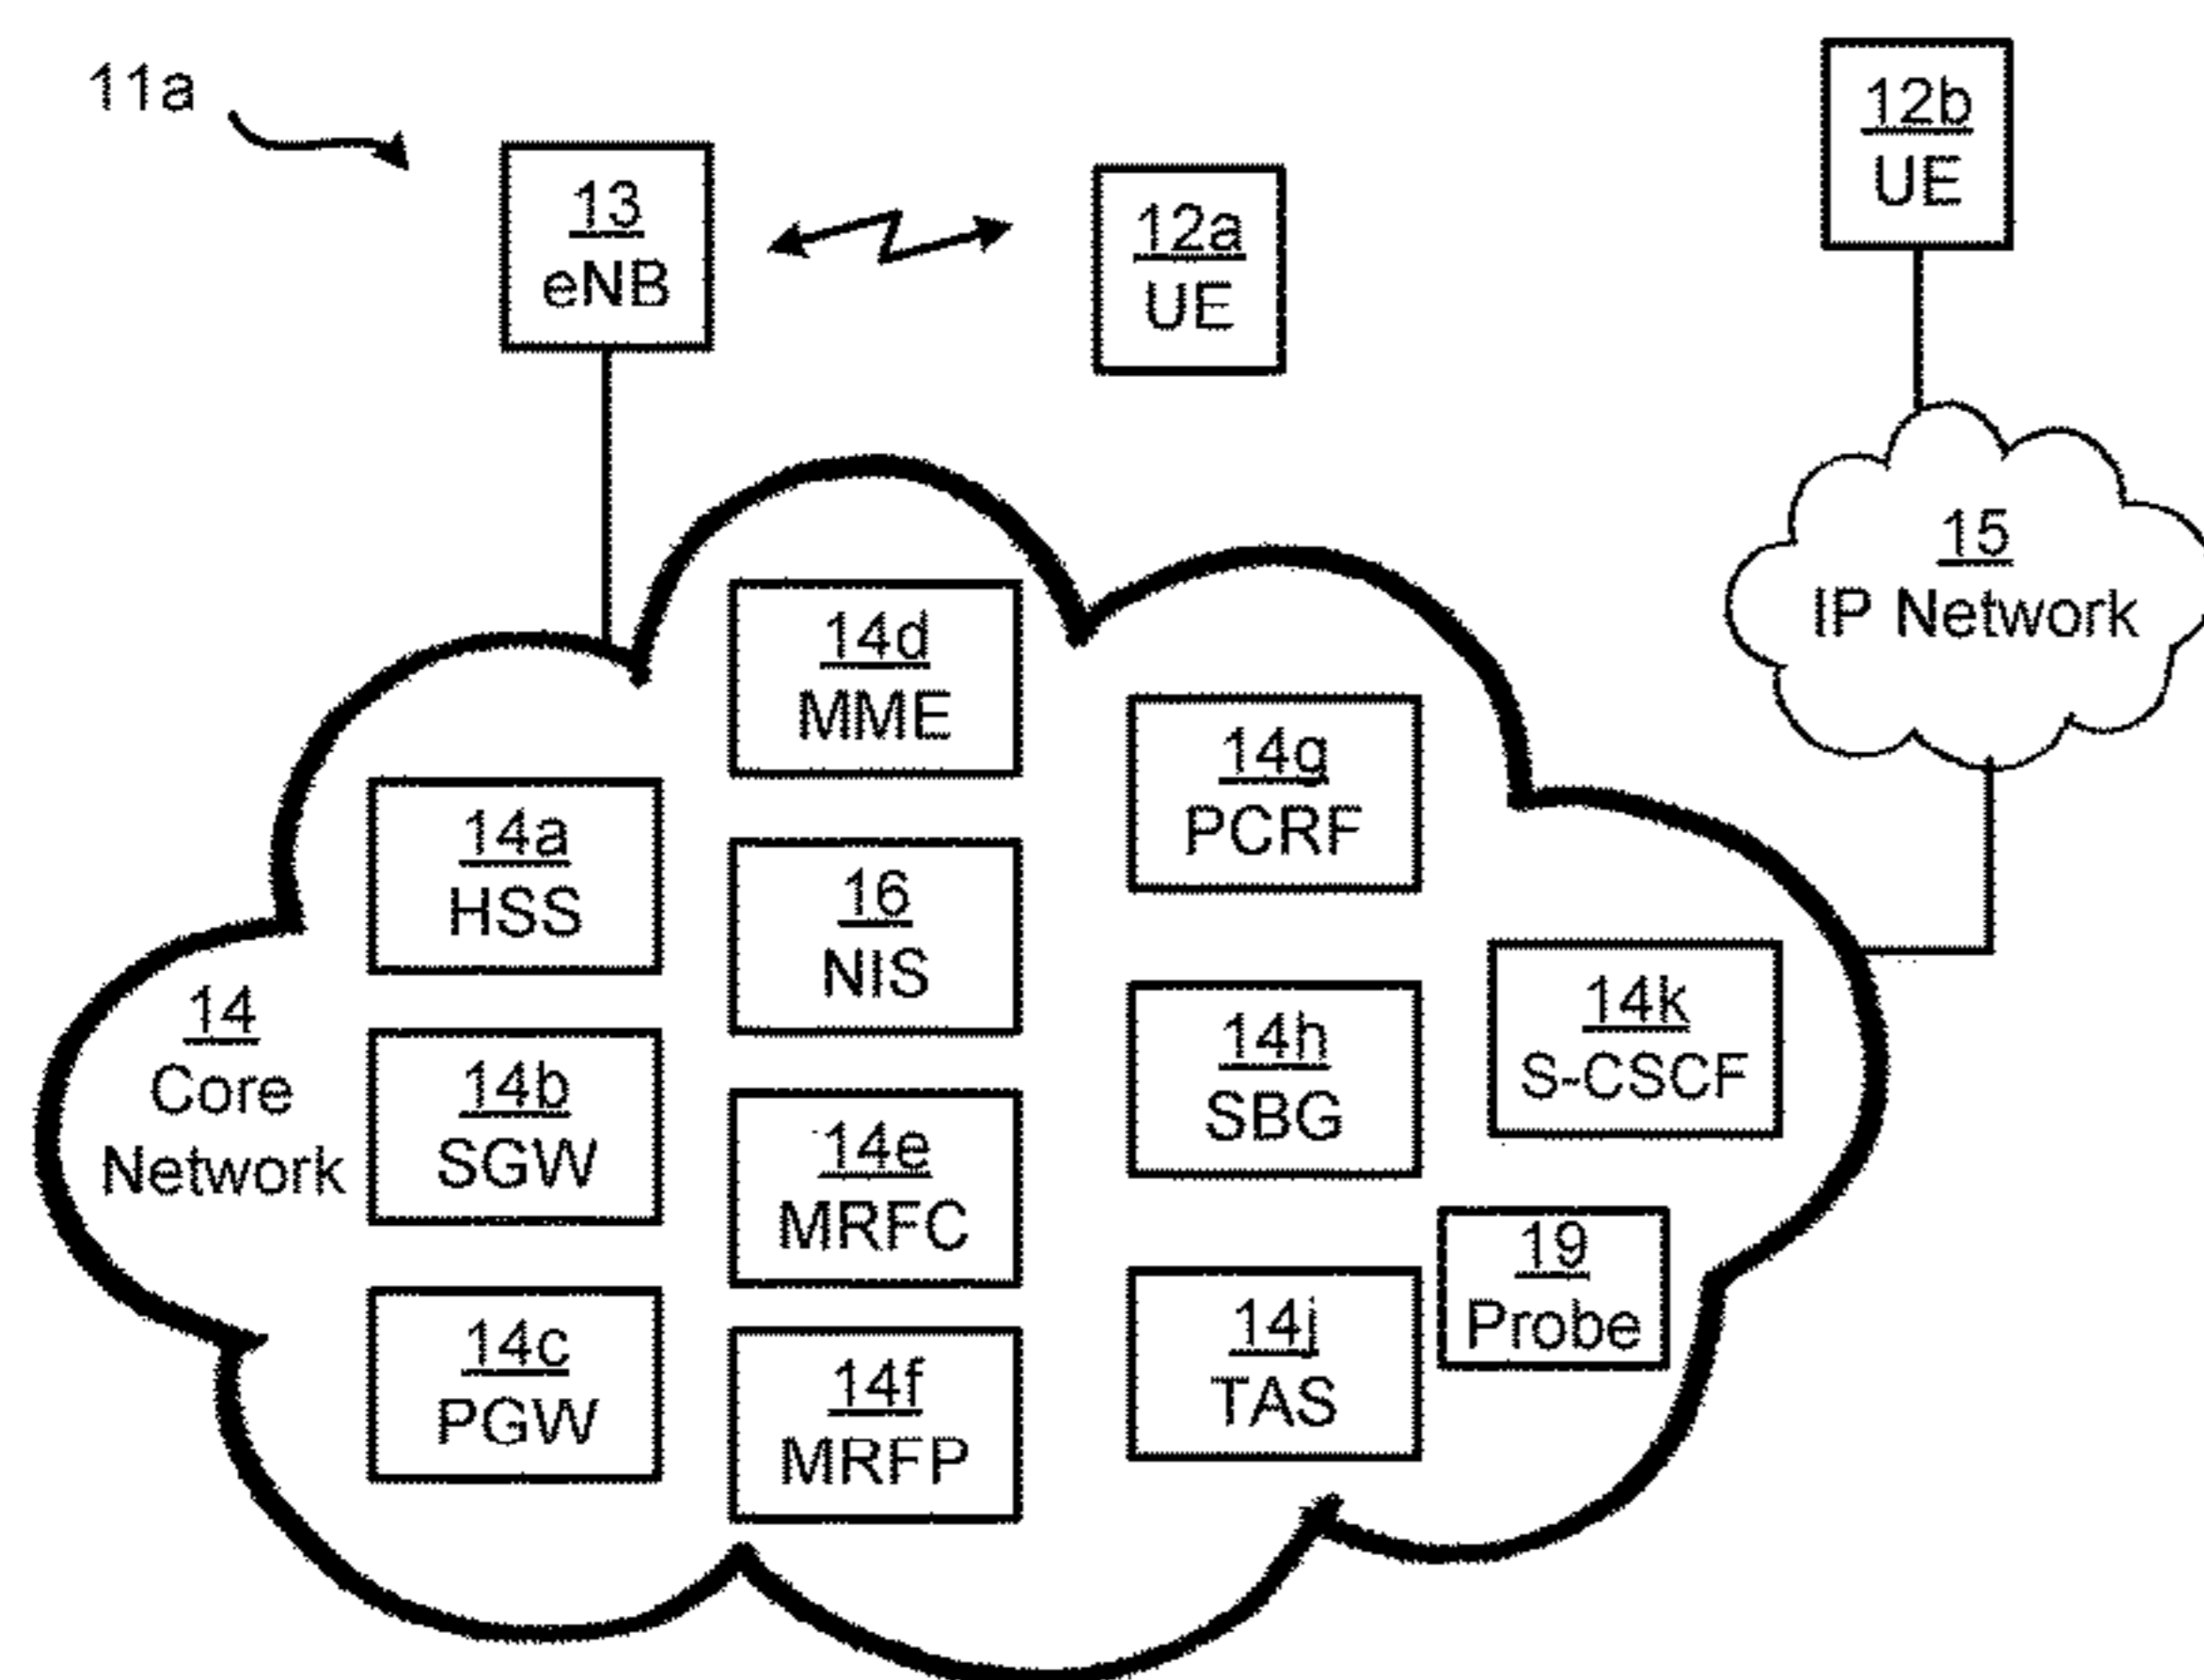 11a
13
eNB
12a
UE
12b
UE
15
IP Network
14
Core
Network
14a
HSS
14b
SGW
14c
PGW
14d
MME
16
NIS
14e
MRFC
14f
MRFP
14g
PCRF
14h
SBG
14j
TAS
14k
S-CSCF
19
Probe